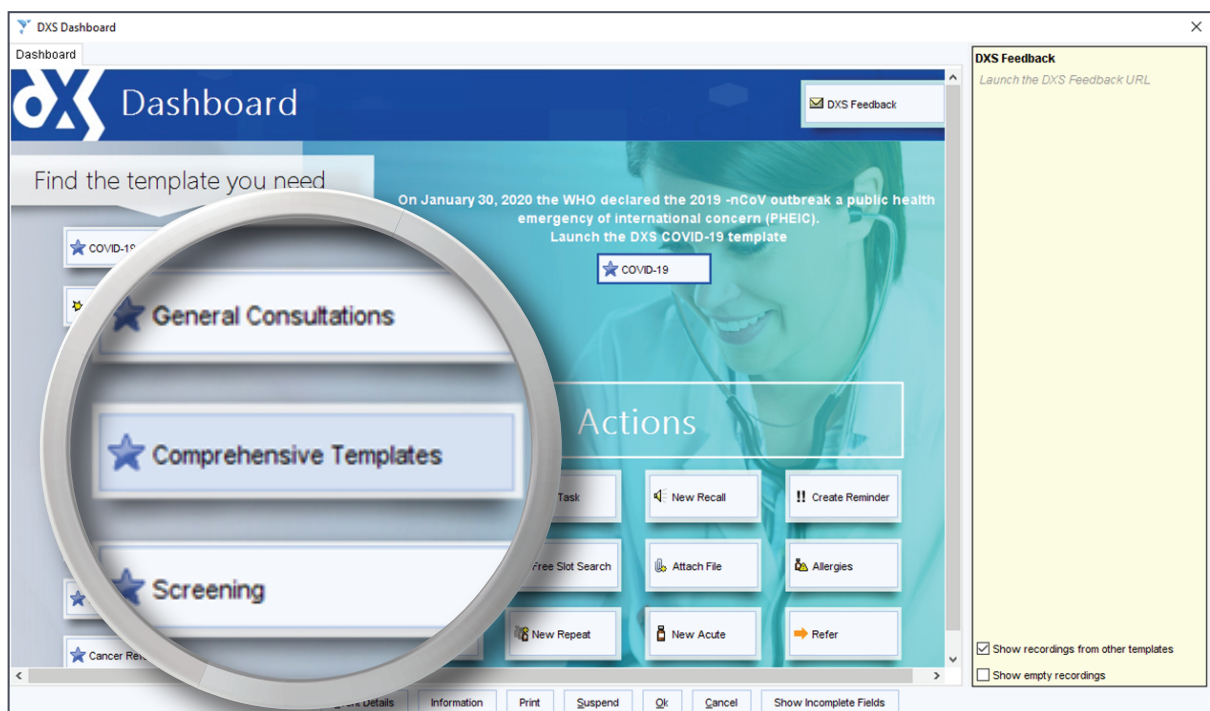 DXS Dashboard
Dashboard
dXS Dashboard
DXS Feedback
Find the template you need
On January 30, 2020 the WHO declared the 2019 -nCoV outbreak a public health
emergency of international concern (PHEIC).
Launch the DXS COVID-19 template
COVID-19
COVID-19
General Consultations
Comprehensive Templates
Screening
Cancer
Actions
Task
New Recall
!! Create Reminder
Free Slot Search
Attach File
Allergies
New Repeat
New Acute
Refer
Details
Information
Print
Suspend
Ok
Cancel
Show Incomplete Fields
DXS Feedback
Launch the DXS Feedback URL
Show recordings from other templates
Show empty recordings